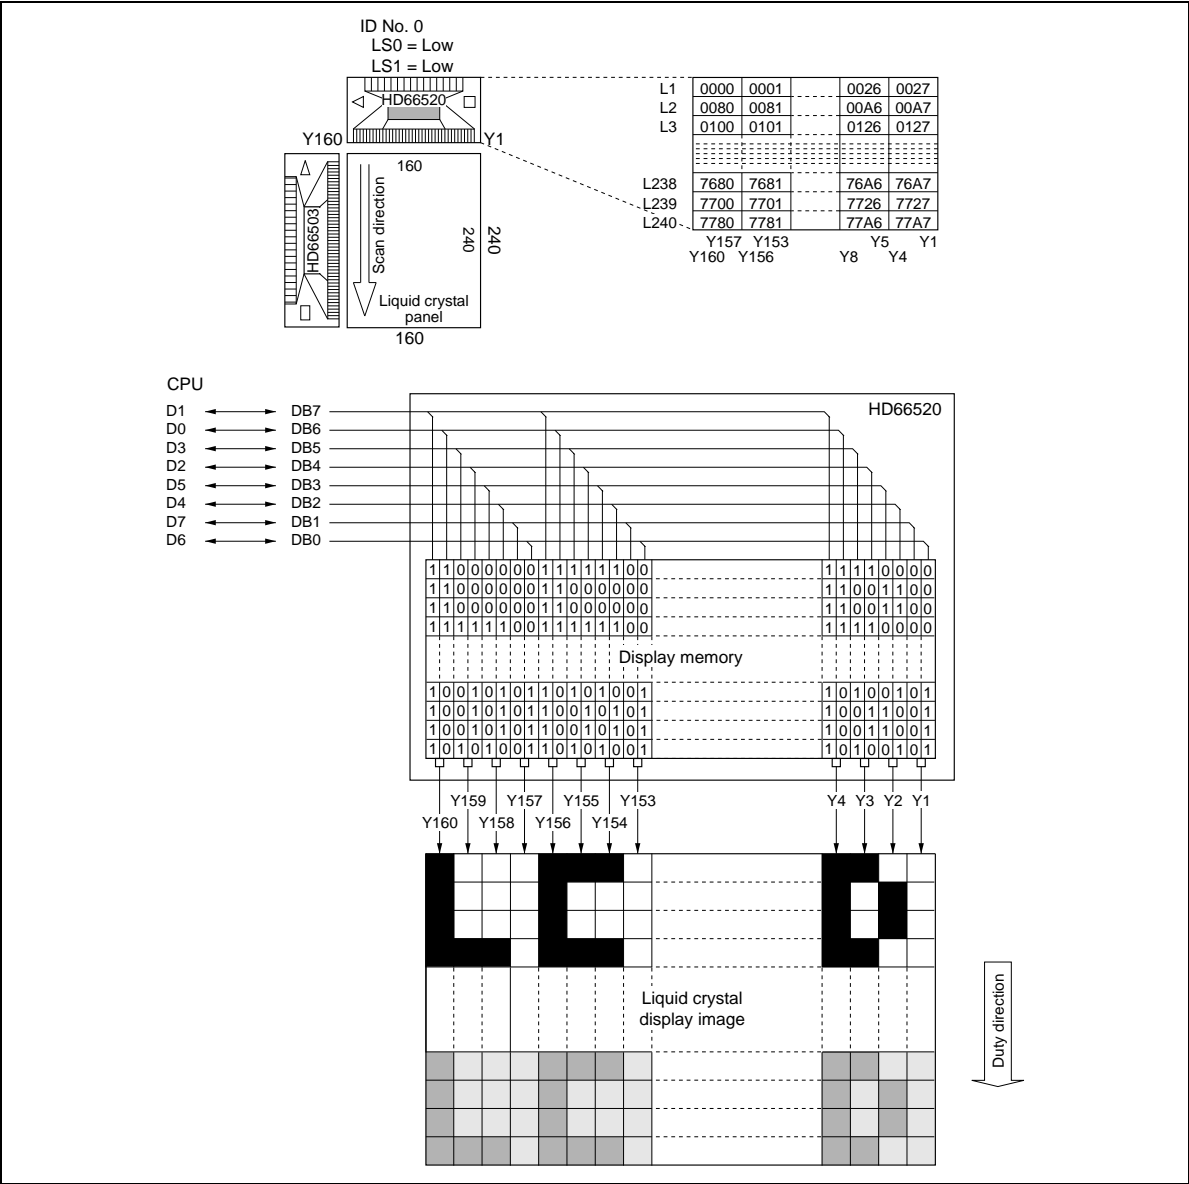 ID No. 0
LS0 = Low
LS1 = Low
HD66520
Y160
Y1
160
HD66503
Scan direction
240
240
Liquid crystal
panel
160
L1 0000 0001 0026 0027
L2 0080 0081 00A6 00A7
L3 0100 0101 0126 0127
L238 7680 7681 76A6 76A7
L239 7700 7701 7726 7727
L240 7780 7781 77A6 77A7
Y157 Y153 Y5 Y1
Y160 Y156 Y8 Y4
CPU
HD66520
D1 DB7
D0 DB6
D3 DB5
D2 DB4
D5 DB3
D4 DB2
D7 DB1
D6 DB0
1 1 0 0 0 0 0 0 1 1 1 1 1 1 0 0 1 1 1 1 0 0 0 0
1 1 0 0 0 0 0 0 1 1 0 0 0 0 0 0 1 1 0 0 1 1 0 0
1 1 0 0 0 0 0 0 1 1 0 0 0 0 0 0 1 1 0 0 1 1 0 0
1 1 1 1 1 1 0 0 1 1 1 1 1 1 0 0 1 1 1 1 0 0 0 0
Display memory
1 0 0 1 0 1 0 1 1 0 1 0 1 0 0 1 1 0 1 0 0 1 0 1
1 0 0 1 0 1 0 1 1 0 0 1 0 1 0 1 1 0 0 1 1 0 0 1
1 0 0 1 0 1 0 1 1 0 0 1 0 1 0 1 1 0 0 1 1 0 0 1
1 0 1 0 1 0 0 1 1 0 1 0 1 0 0 1 1 0 1 0 0 1 0 1
Y159 Y157 Y155 Y153 Y4 Y3 Y2 Y1
Y160 Y158 Y156 Y154
Liquid crystal
display image
Duty direction